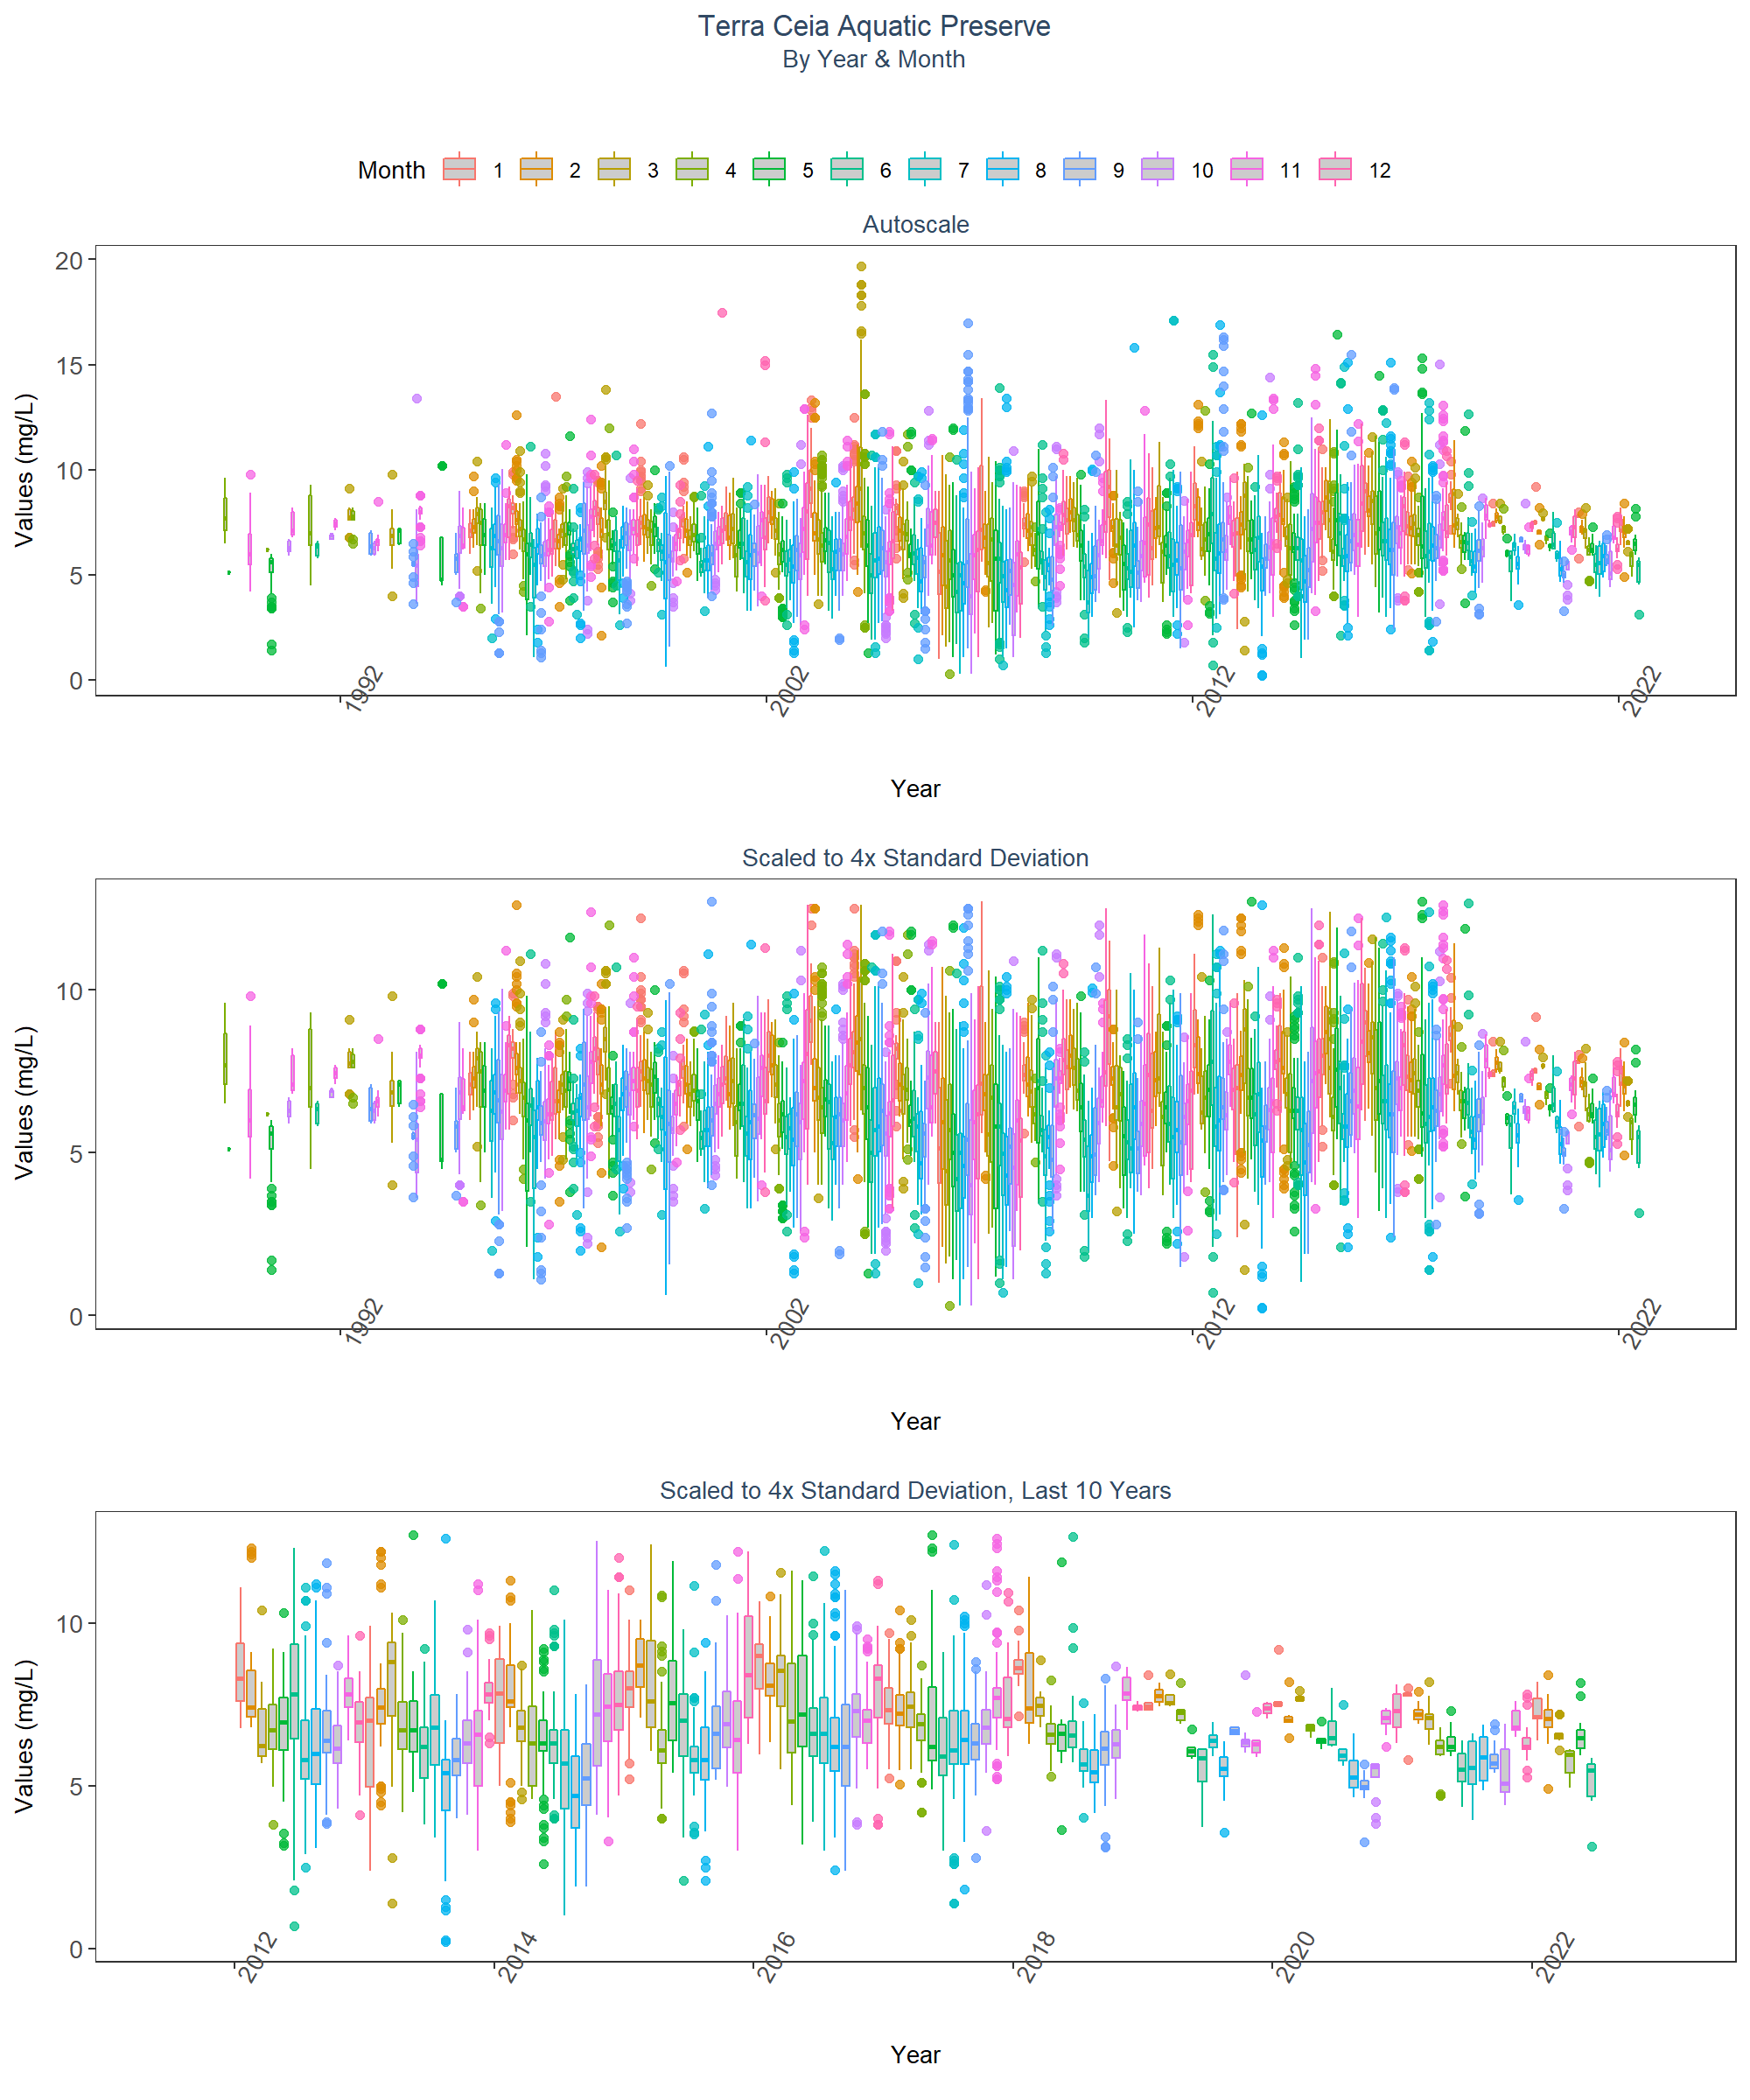 Terra Ceia Aquatic Preserve
By Year & Month
Month 1 2 3 4 5 6 7 8 9 10 11 12
Autoscale
Values (mg/L)
20
15
10
5
0
1992 2002 2012 2022
Year
Scaled to 4x Standard Deviation
Values (mg/L)
10
5
0
1992 2002 2012 2022
Year
Scaled to 4x Standard Deviation, Last 10 Years
Values (mg/L)
10
5
0
2012 2014 2016 2018 2020 2022
Year